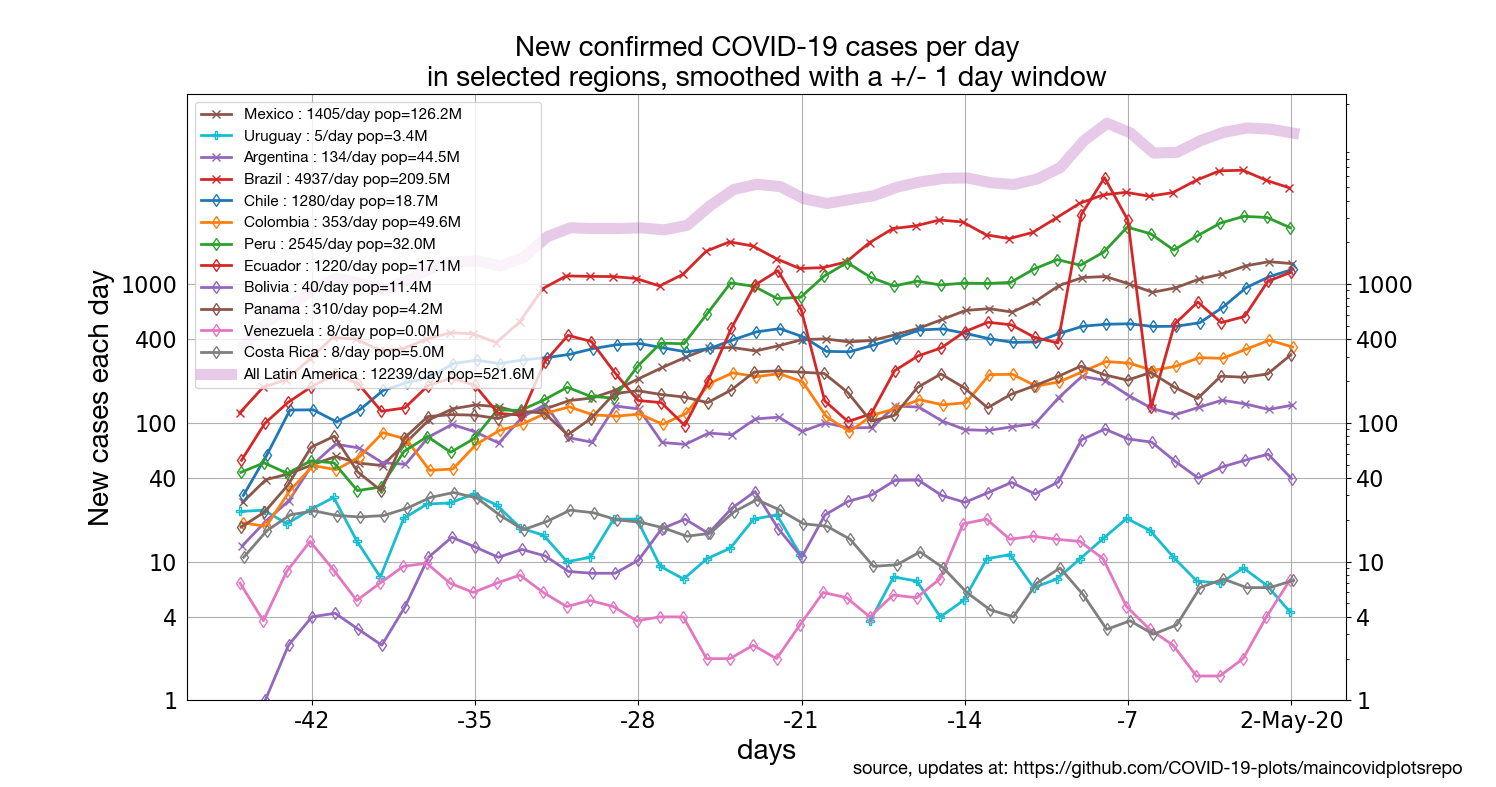 New confirmed COVID-19 cases per day
in selected regions, smoothed with a +/- 1 day window
Mexico : 1405/day pop=126.2M
Uruguay : 5/day pop=3.4M
Argentina : 134/day pop=44.5M
Brazil : 4937/day pop=209.5M
Chile : 1280/day pop=18.7M
Colombia : 353/day pop=49.6M
Peru : 2545/day pop=32.0M
Ecuador : 1220/day pop=17.1M
Bolivia : 40/day pop=11.4M
Panama : 310/day pop=4.2M
Venezuela : 8/day pop=0.0M
Costa Rica : 8/day pop=5.0M
All Latin America : 12239/day pop=521.6M
New cases each day
1000 1000
400 400
100 100
40 40
10 10
4 4
1 1
-42 -35 -28 -21 -14 -7 2-May-20
days
source, updates at: https://github.com/COVID-19-plots/maincovidplotsrepo